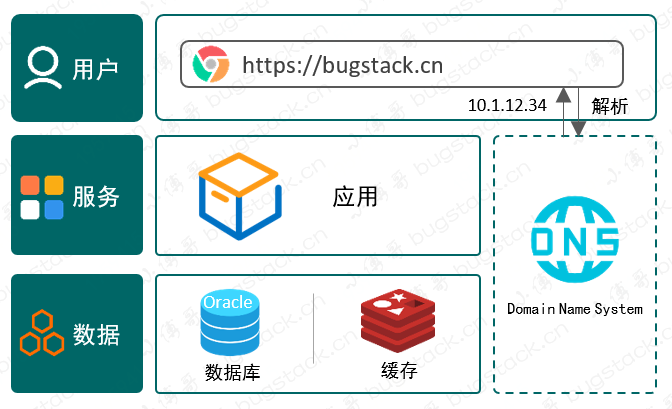 用户
https://bugstack.cn
10.1.12.34
解析
服务
应用
DNS
Domain Name System
数据
Oracle
数据库
缓存
小傅哥 bugstack.cn